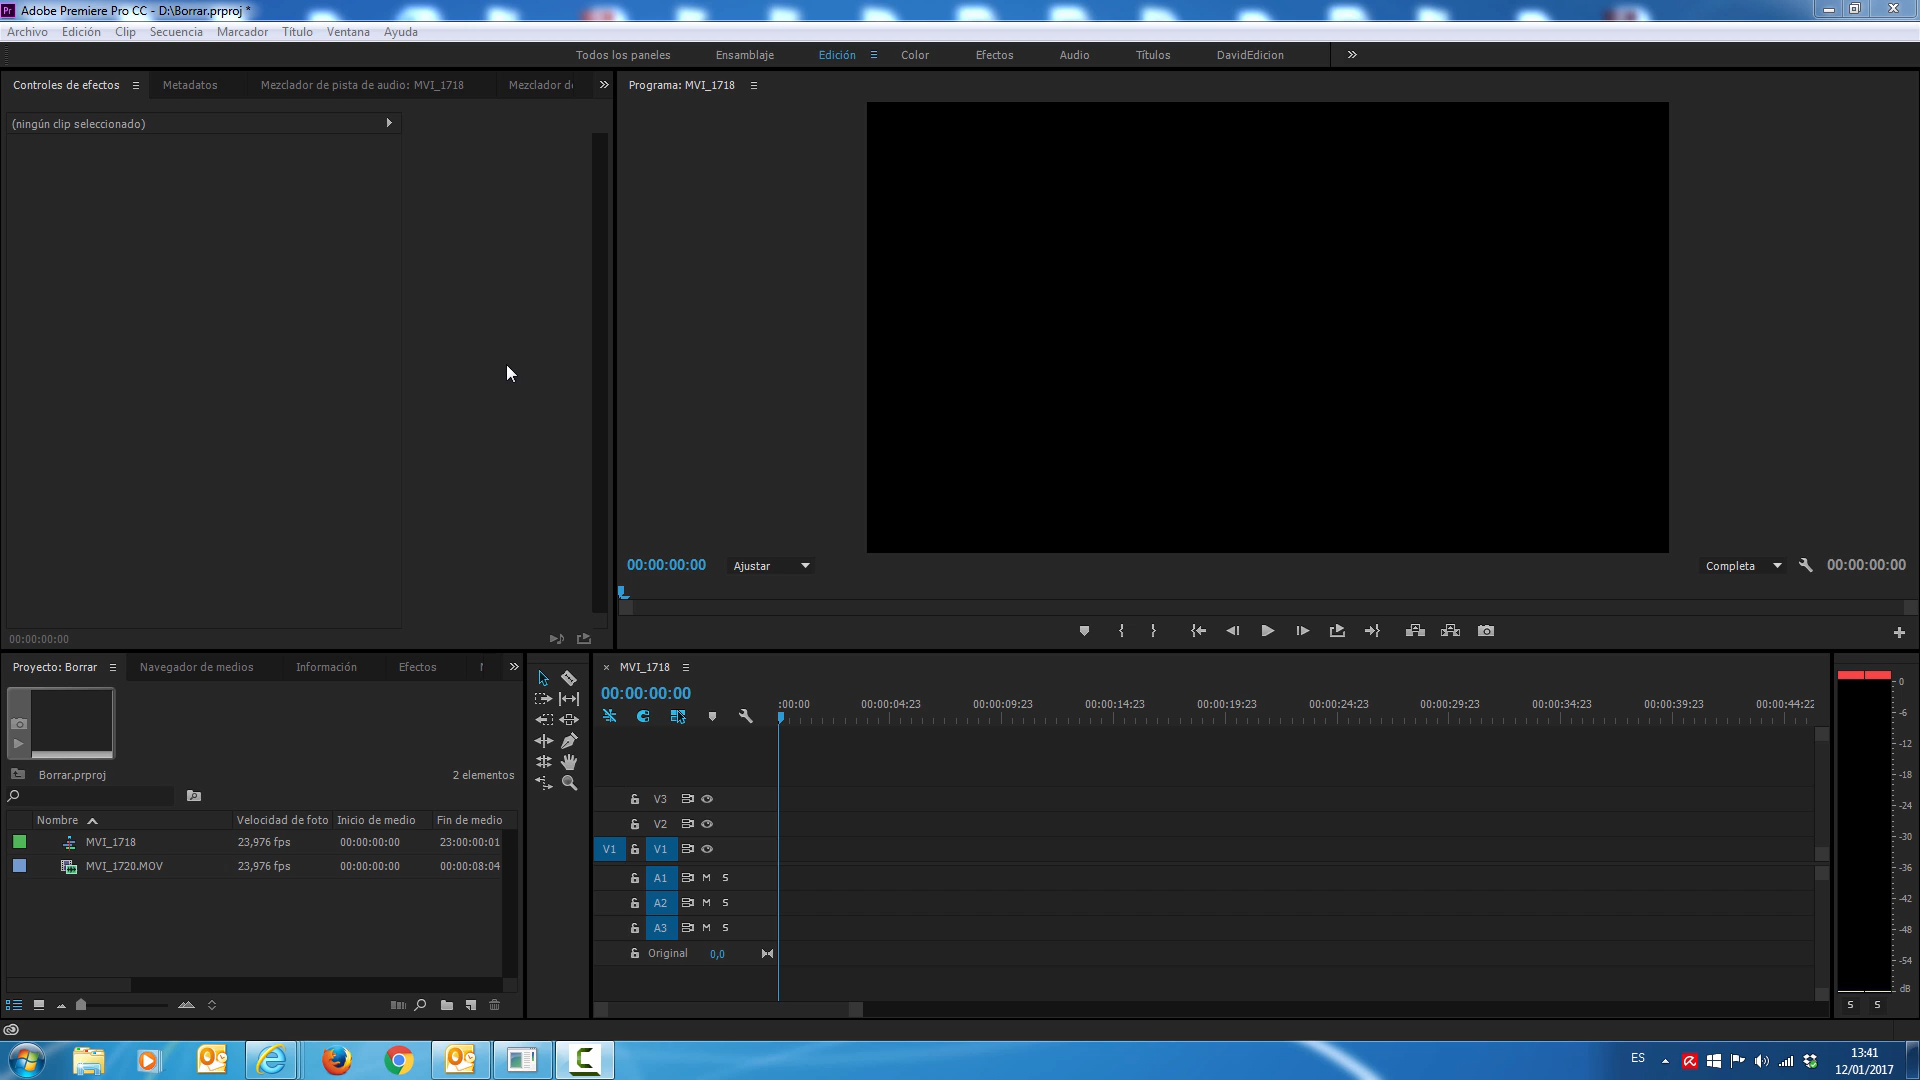 Pr Adobe Premiere Pro CC - D:\Borrar.prproj *
Archivo Edición Clip Secuencia Marcador Título Ventana Ayuda
Todos los paneles Ensamblaje Edición Color Efectos Audio Títulos DavidEdicion
Controles de efectos Metadatos Mezclador de pista de audio: MVI_1718 Mezclador de
(ningún clip seleccionado)
00:00:00:00
Programa: MVI_1718
00:00:00:00 Ajustar Completa 00:00:00:00
Proyecto: Borrar Navegador de medios Información Efectos
Borrar.prproj 2 elementos
Nombre Velocidad de foto Inicio de medio Fin de medio
MVI_1718 23,976 fps 00:00:00:00 23:00:00:01
MVI_1720.MOV 23,976 fps 00:00:00:00 00:00:08:04
MVI_1718
00:00:00:00
:00:00 00:00:04:23 00:00:09:23 00:00:14:23 00:00:19:23 00:00:24:23 00:00:29:23 00:00:34:23 00:00:39:23 00:00:44:22
V3
V2
V1 V1
A1 M S
A2 M S
A3 M S
Original 0,0
0
-6
-12
-18
-24
-30
-36
-42
-48
-54
dB
S S
ES
13:41
12/01/2017